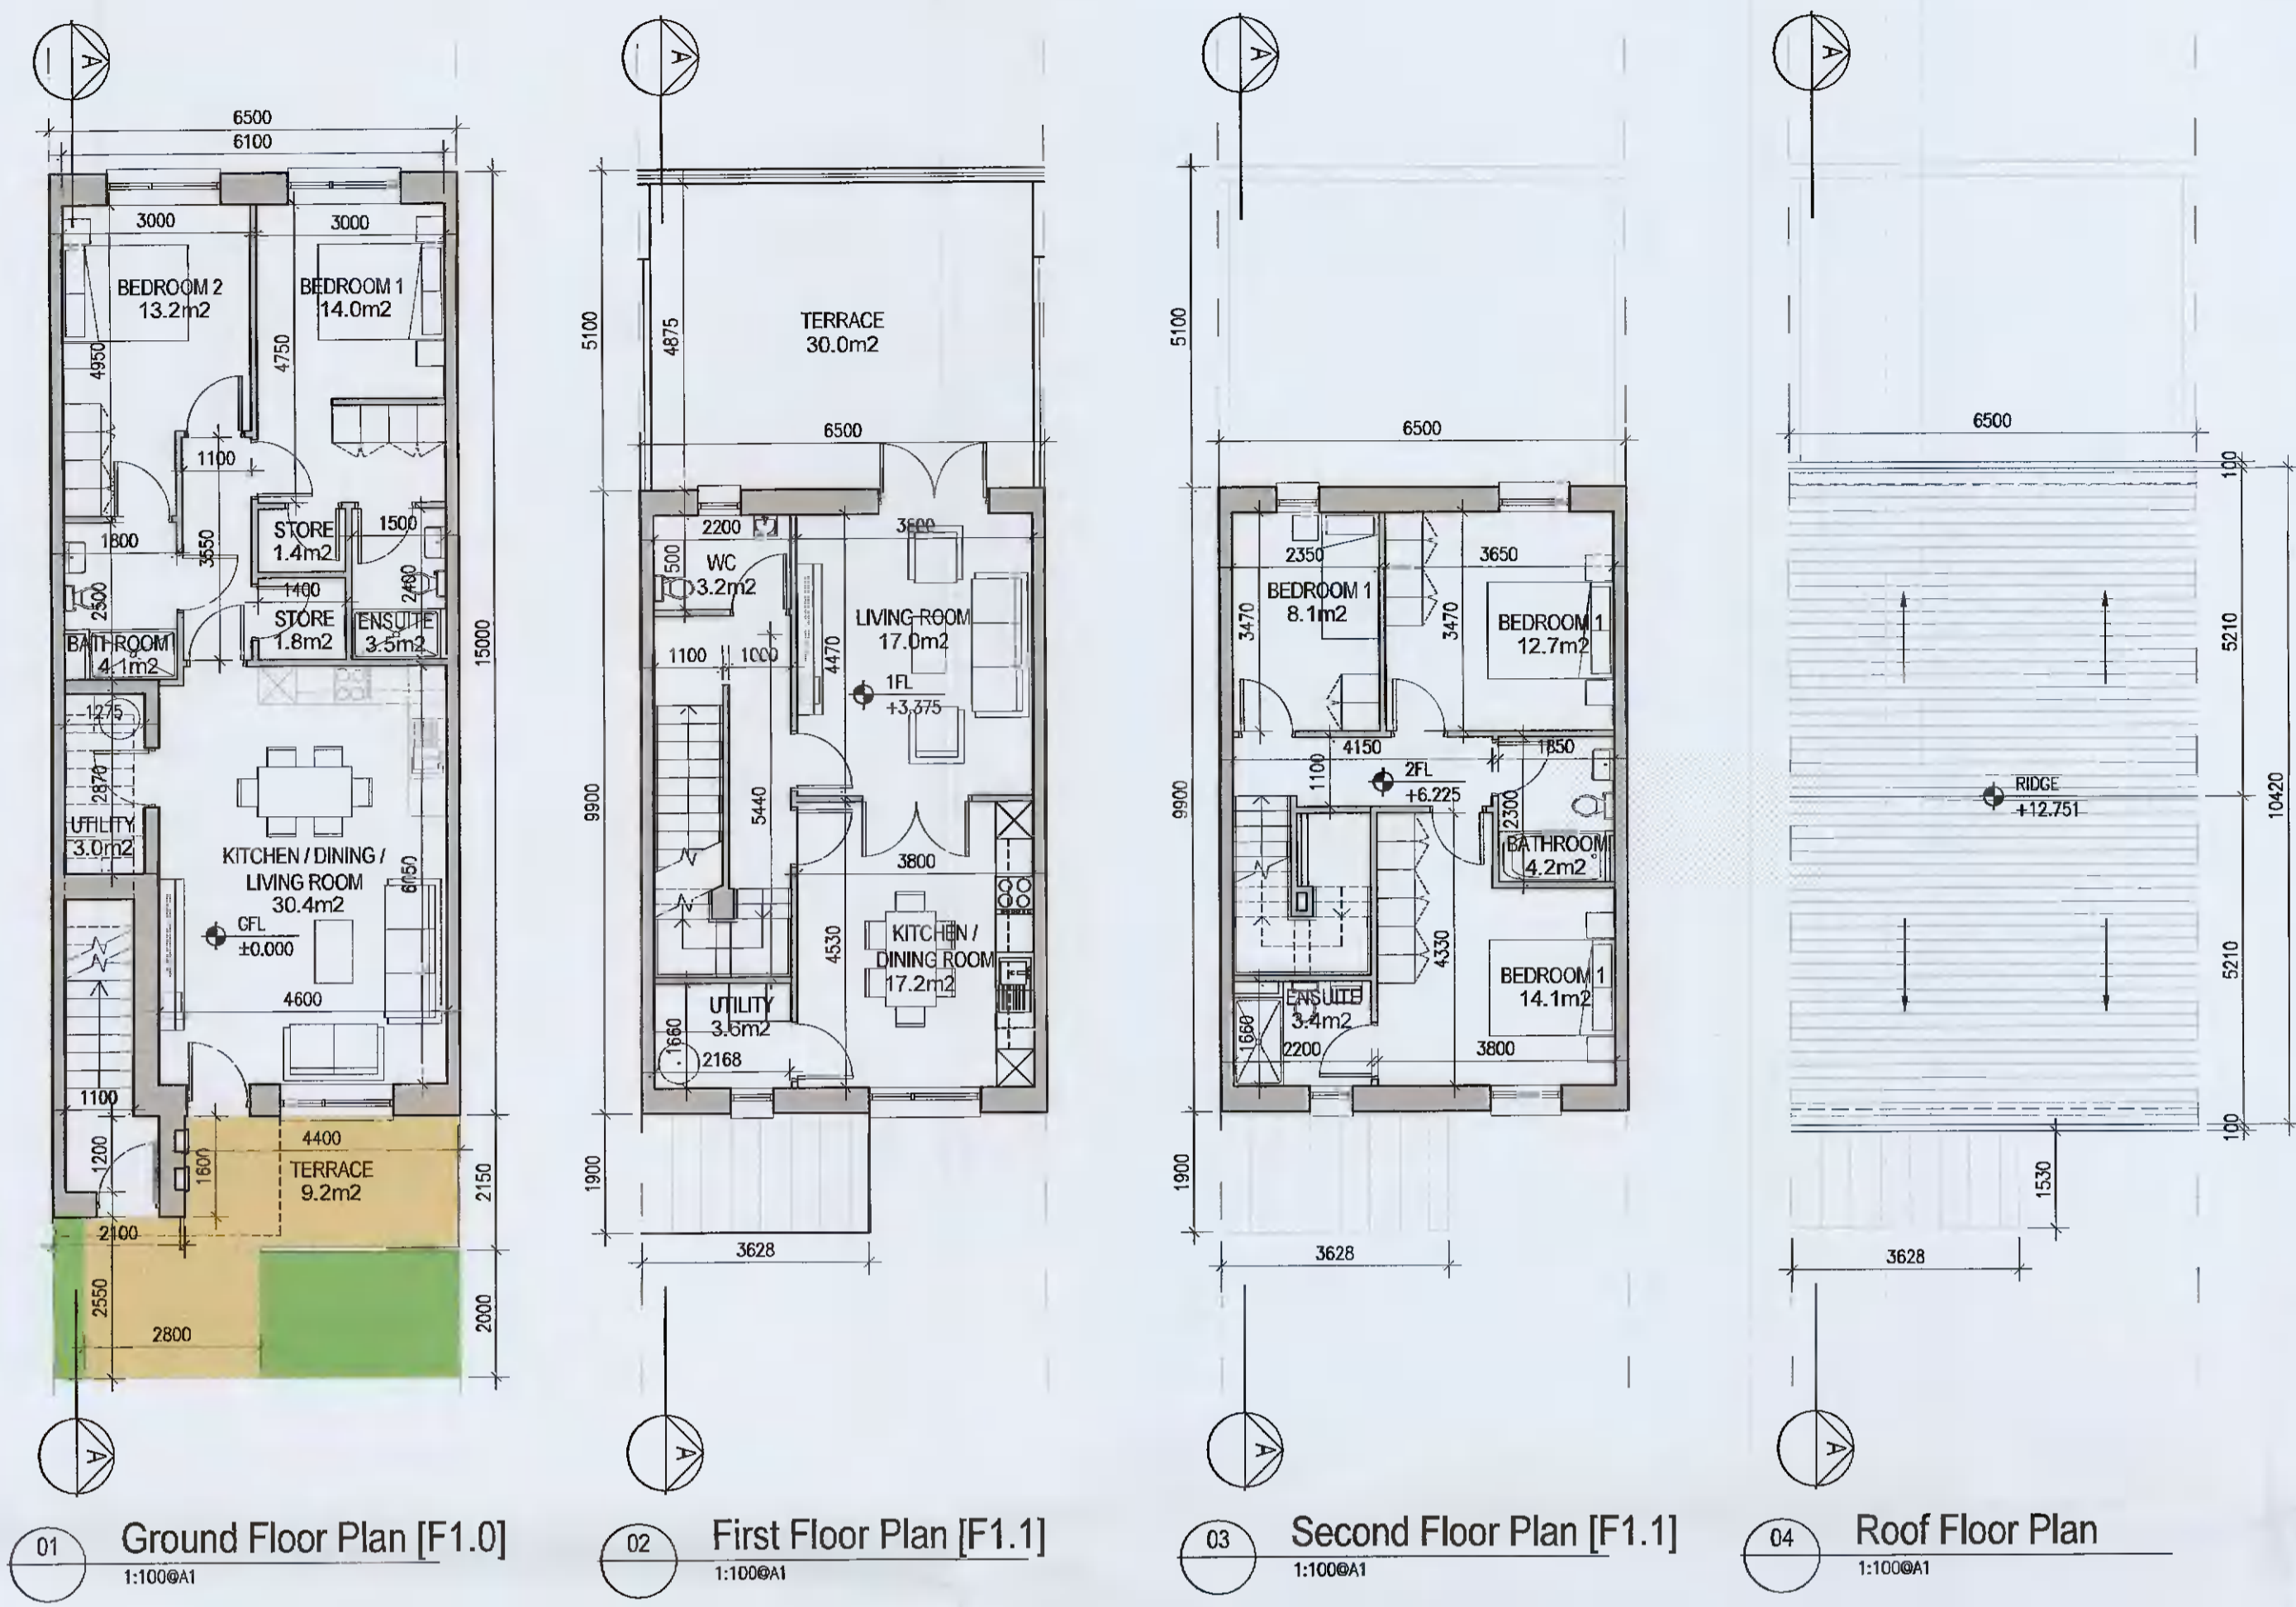 A
6500
6100
3000
3000
BEDROOM 2
13.2m2
BEDROOM 1
14.0m2
4950
4750
1100
STORE
1.4m2
1500
1800
3550
2500
1400
2400
STORE
1.8m2
ENSUITE
3.5m2
BATHROOM
4.1m2
15000
1275
2870
UTILITY
3.0m2
KITCHEN / DINING /
LIVING ROOM
30.4m2
6050
GFL
±0.000
4600
1100
1200
1600
4400
TERRACE
9.2m2
2150
2100
2550
2800
2000
A
01
Ground Floor Plan [F1.0]
1:100@A1
A
5100
4875
TERRACE
30.0m2
6500
2200
3800
WC
3.2m2
500
LIVING ROOM
17.0m2
1100
1000
4470
1FL
+3.375
9900
5440
3800
4530
KITCHEN /
DINING ROOM
17.2m2
UTILITY
3.6m2
1660
2168
1900
3628
A
02
First Floor Plan [F1.1]
1:100@A1
A
5100
6500
2350
3650
BEDROOM 1
8.1m2
3470
3470
BEDROOM 1
12.7m2
4150
1850
1100
2FL
+6.225
9900
2300
BATHROOM
4.2m2
4330
BEDROOM 1
14.1m2
ENSUITE
3.4m2
1660
2200
3800
1900
3628
A
03
Second Floor Plan [F1.1]
1:100@A1
A
6500
100
5210
RIDGE
+12.751
10420
5210
100
1530
3628
A
04
Roof Floor Plan
1:100@A1